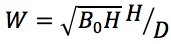 W = √B₀H H/D